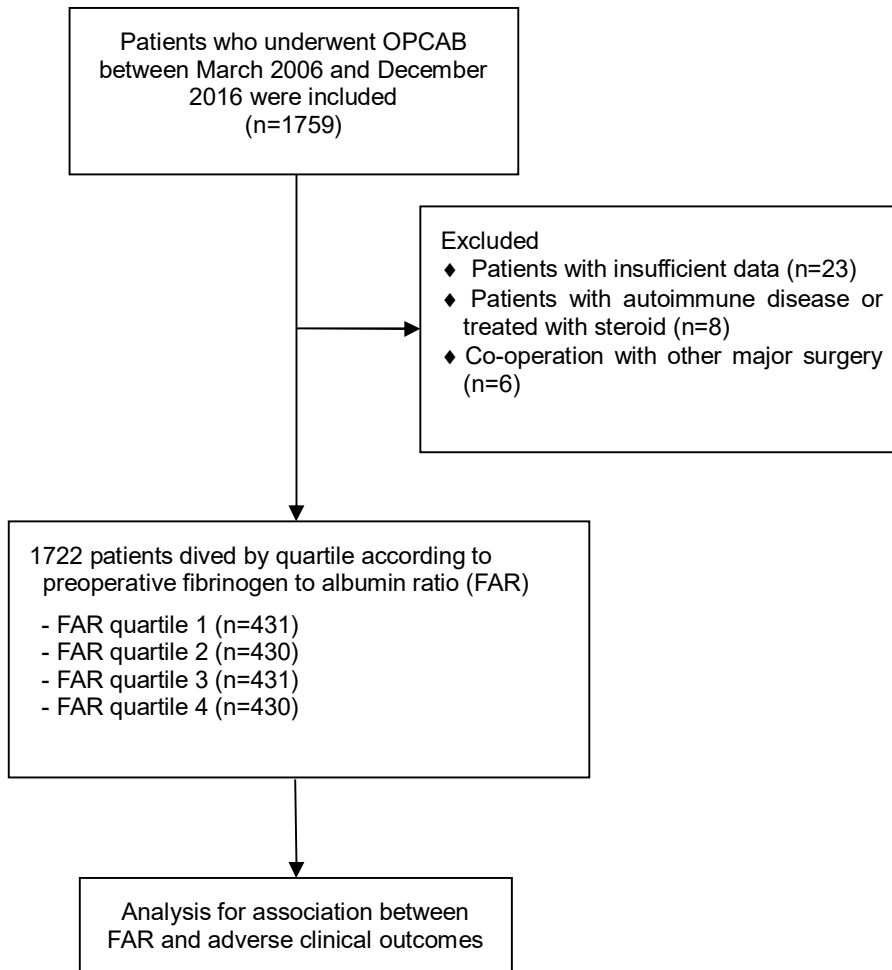 Patients who underwent OPCAB
between March 2006 and December
2016 were included
(n=1759)
Excluded
♦ Patients with insufficient data (n=23)
♦ Patients with autoimmune disease or
treated with steroid (n=8)
♦ Co-operation with other major surgery
(n=6)
1722 patients dived by quartile according to
preoperative fibrinogen to albumin ratio (FAR)
- FAR quartile 1 (n=431)
- FAR quartile 2 (n=430)
- FAR quartile 3 (n=431)
- FAR quartile 4 (n=430)
Analysis for association between
FAR and adverse clinical outcomes